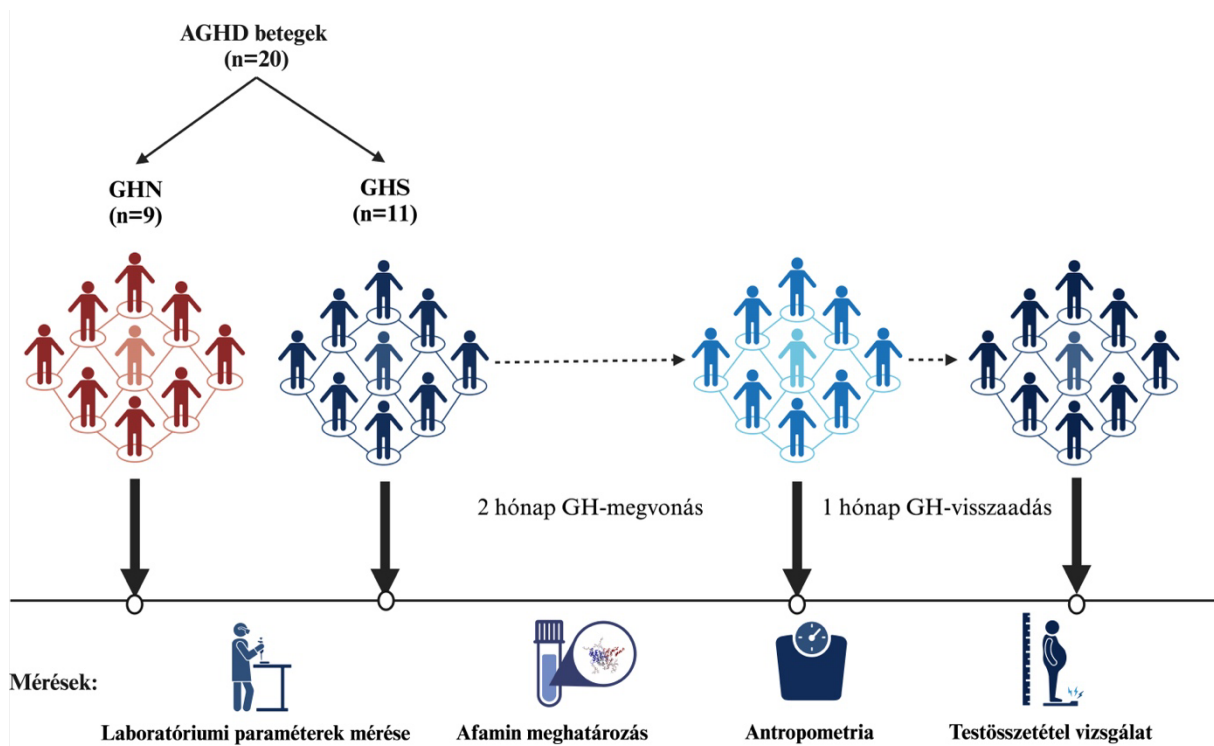 AGHD betegek
(n=20)
GHN
(n=9)
GHS
(n=11)
2 hónap GH-megvonás
1 hónap GH-visszaadás
Mérések:
Laboratóriumi paraméterek mérése
Afamin meghatározás
Antropometria
Testösszetétel vizsgálat